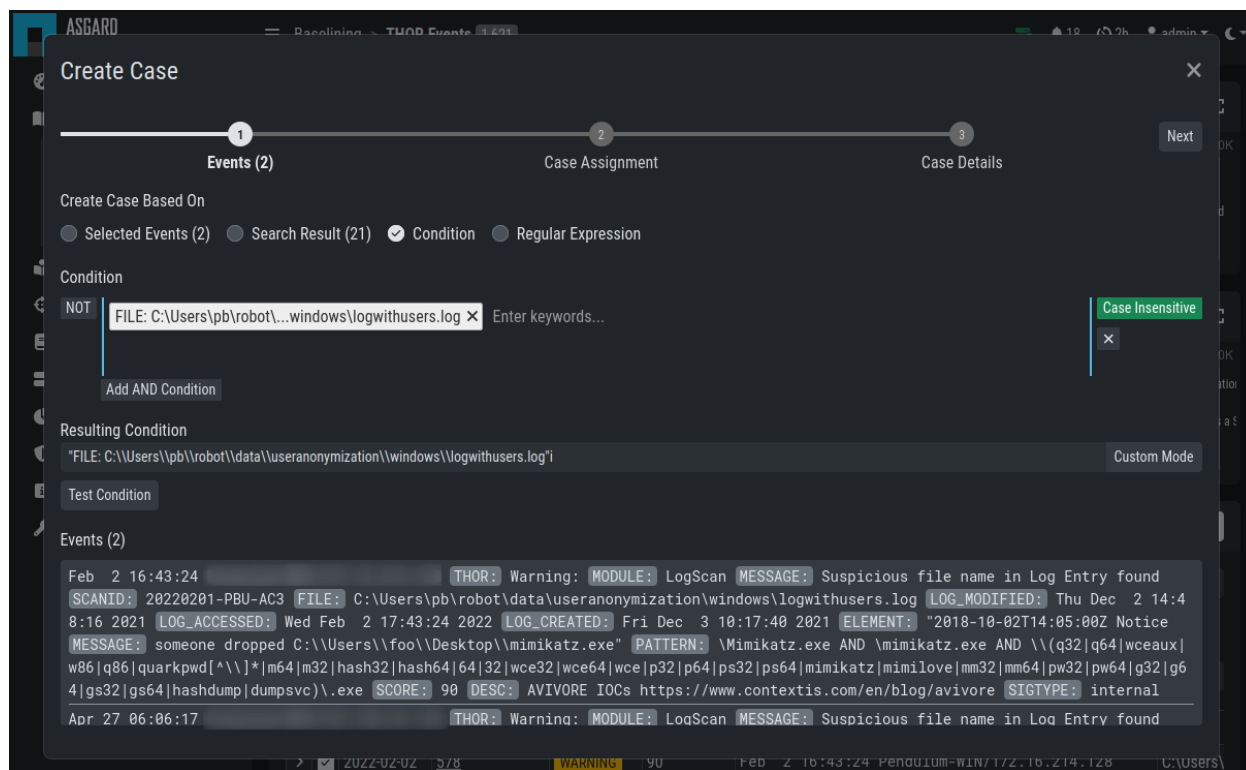 ASGARD
Baselining > THOR Events 1,621
18 2h admin
Create Case
1 2 3
Next
Events (2) Case Assignment Case Details
Create Case Based On
Selected Events (2) Search Result (21) Condition Regular Expression
Condition
NOT FILE: C:\Users\pb\robot\...windows\logwithusers.log Enter keywords... Case Insensitive
Add AND Condition
Resulting Condition
"FILE: C:\\Users\\pb\\robot\\data\\useranonymization\\windows\\logwithusers.log"i Custom Mode
Test Condition
Events (2)
Feb 2 16:43:24 THOR: Warning: MODULE: LogScan MESSAGE: Suspicious file name in Log Entry found
SCANID: 20220201-PBU-AC3 FILE: C:\Users\pb\robot\data\useranonymization\windows\logwithusers.log LOG_MODIFIED: Thu Dec 2 14:4
8:16 2021 LOG_ACCESSED: Wed Feb 2 17:43:24 2022 LOG_CREATED: Fri Dec 3 10:17:40 2021 ELEMENT: "2018-10-02T14:05:00Z Notice
MESSAGE: someone dropped C:\\Users\\foo\\Desktop\\mimikatz.exe" PATTERN: \Mimikatz.exe AND \mimikatz.exe AND \\(q32|q64|wceaux|
w86|q86|quarkpwd[^\\]*|m64|m32|hash32|hash64|64|32|wce32|wce64|wce|p32|p64|ps32|ps64|mimikatz|mimilove|mm32|mm64|pw32|pw64|g32|g6
4|gs32|gs64|hashdump|dumpsvc)\.exe SCORE: 90 DESC: AVIVORE IOCs https://www.contextis.com/en/blog/avivore SIGTYPE: internal
Apr 27 06:06:17 THOR: Warning: MODULE: LogScan MESSAGE: Suspicious file name in Log Entry found
2022-02-02 578 WARNING 90 Feb 2 16:43:24 Pendulum-WIN/172.16.214.128 C:\Users\